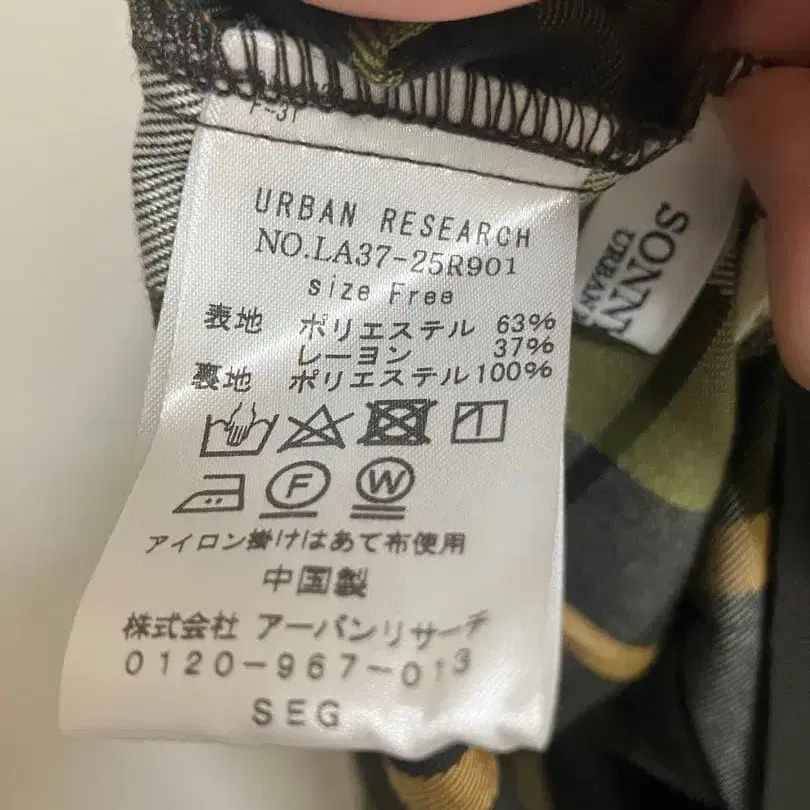 F-31
URBAN RESEARCH
NO.LA37-25R901
size Free
表地 ポリエステル 63%
レーヨン 37%
裏地 ポリエステル100%
F W
アイロン掛けはあて布使用
中国製
株式会社 アーバンリサーチ
0120-967-013
SEG
SONNY
URBAN